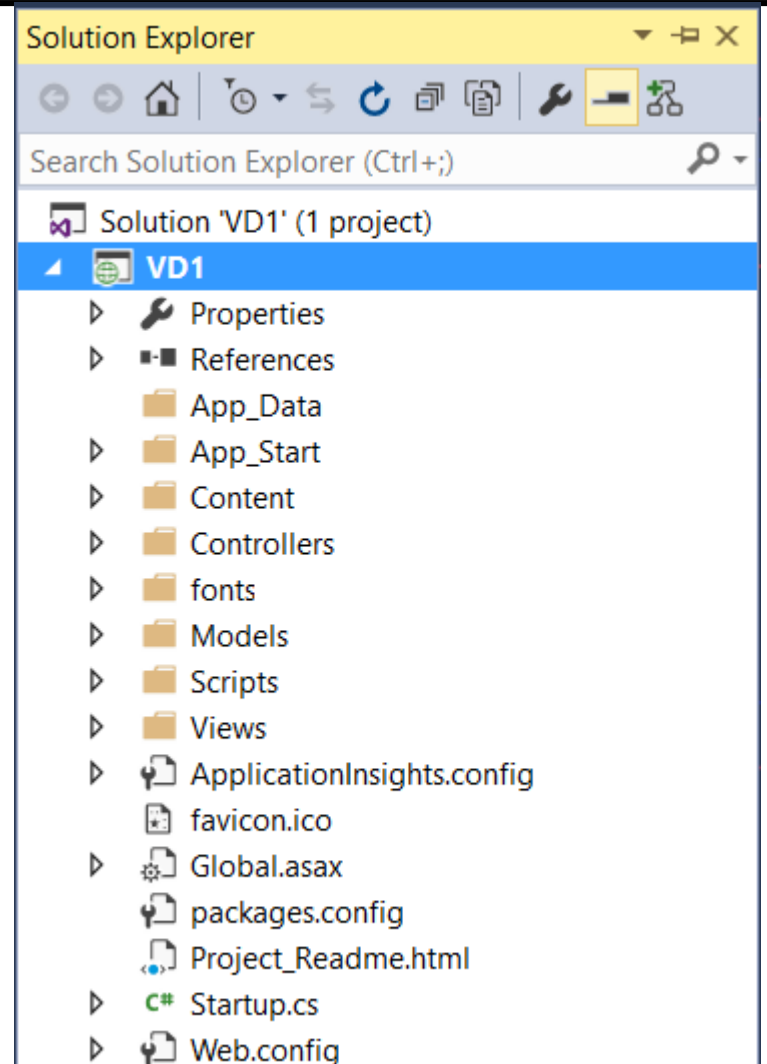 Solution Explorer
Search Solution Explorer (Ctrl+;)
Solution 'VD1' (1 project)
VD1
Properties
References
App_Data
App_Start
Content
Controllers
fonts
Models
Scripts
Views
ApplicationInsights.config
favicon.ico
Global.asax
packages.config
Project_Readme.html
C# Startup.cs
Web.config